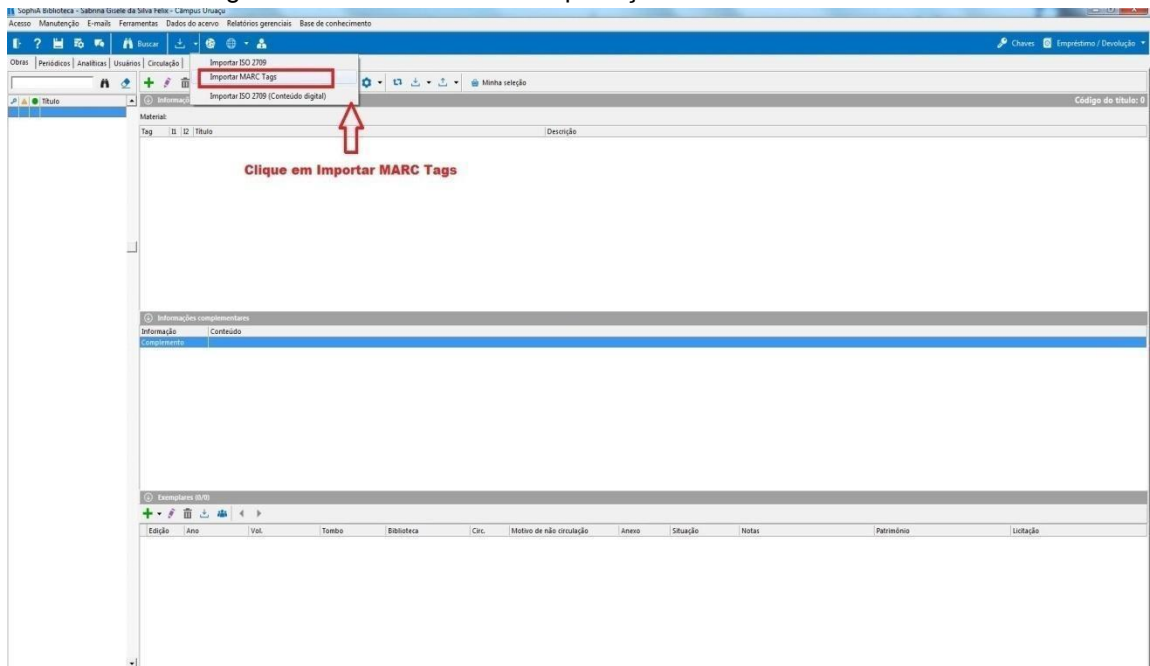 SophiA Biblioteca - Sabrina Gisele da Silva Felix - Câmpus Uruaçu
Acesso Manutenção E-mails Ferramentas Dados do acervo Relatórios gerenciais Base de conhecimento
Buscar Chaves Empréstimo / Devolução
Obras Periódicos Analíticas Usuários Circulação
Importar ISO 2709
Importar MARC Tags
Importar ISO 2709 (Conteúdo digital)
Minha seleção
Título
Código do título: 0
Material:
Tag I1 I2 Título Descrição
Clique em Importar MARC Tags
Informações complementares
Informação Conteúdo
Complemento
Exemplares (0/0)
Edição Ano Vol. Tombo Biblioteca Circ. Motivo de não circulação Anexo Situação Notas Patrimônio Licitação